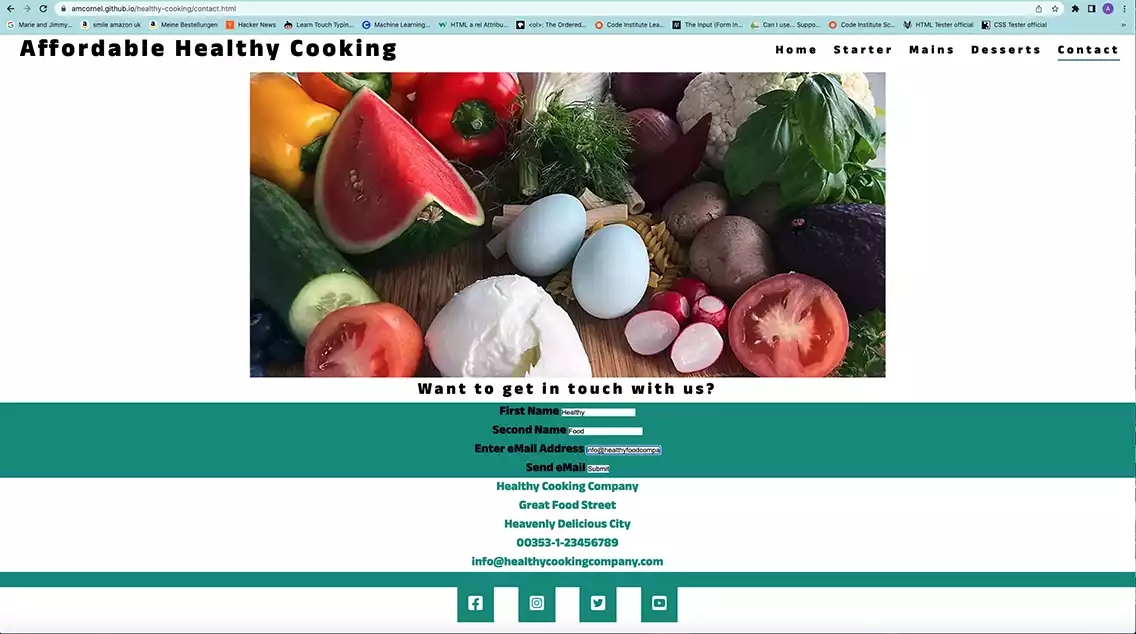 amcornel.github.io/healthy-cooking/contact.html
Marie and Jimmy... smile amazon uk Meine Bestellungen Hacker News Learn Touch Typin... Machine Learning... HTML a rel Attribu... <ol>: The Ordered... Code Institute Lea... The Input (Form In... Can I use... Suppo... Code Institute Sc... HTML Tester official CSS Tester official »
Affordable Healthy Cooking
Home Starter Mains Desserts Contact
Want to get in touch with us?
First Name Healthy
Second Name Food
Enter eMail Address info@healthyfoodcompa
Send eMail Submit
Healthy Cooking Company
Great Food Street
Heavenly Delicious City
00353-1-23456789
info@healthycookingcompany.com